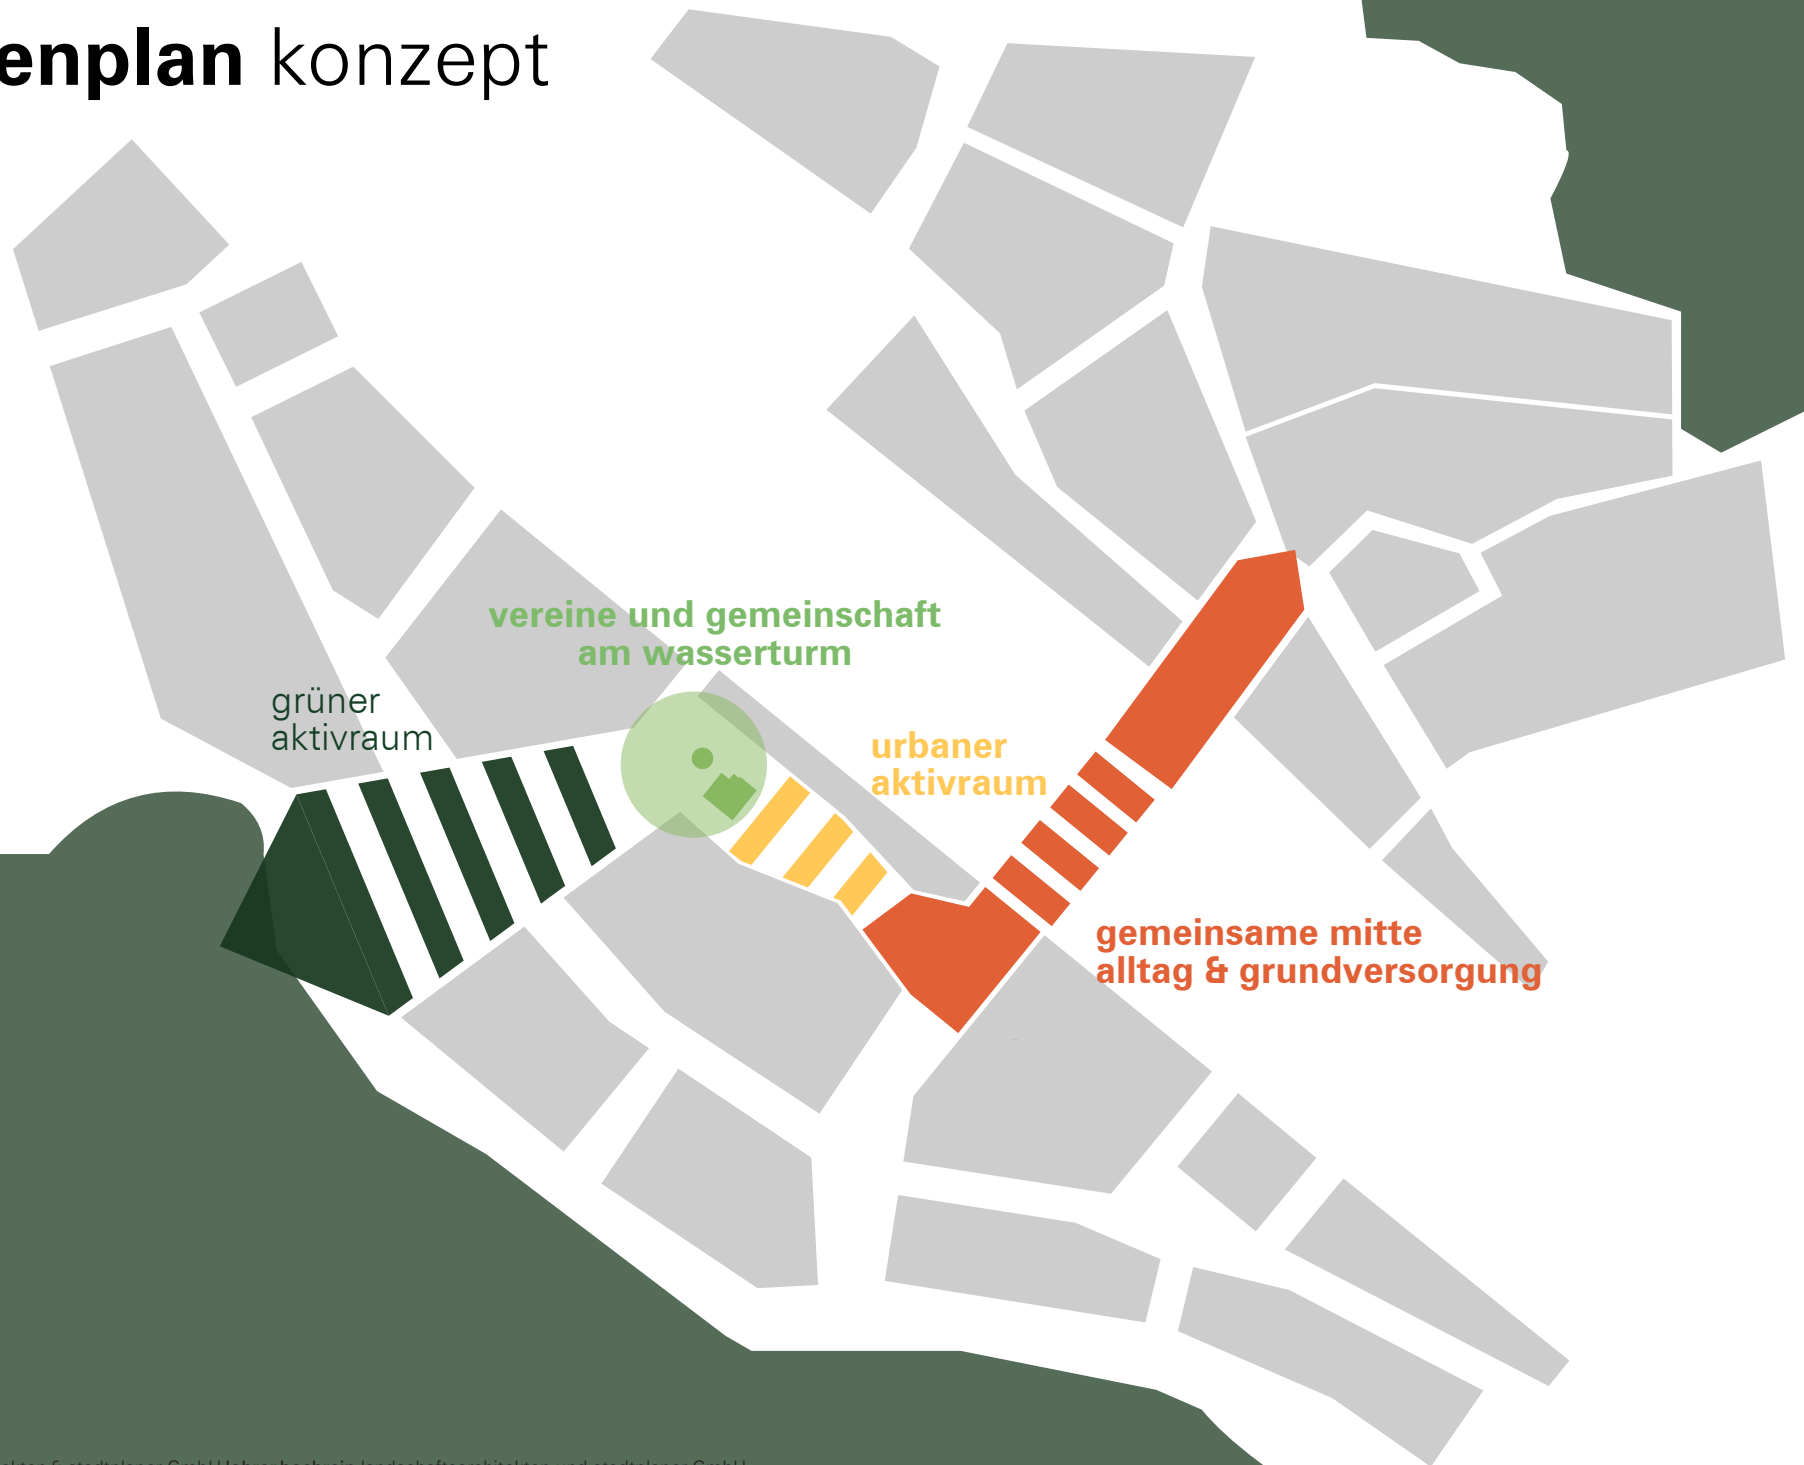 enplan konzept
vereine und gemeinschaft
am wasserturm
grüner
aktivraum
urbaner
aktivraum
gemeinsame mitte
alltag & grundversorgung